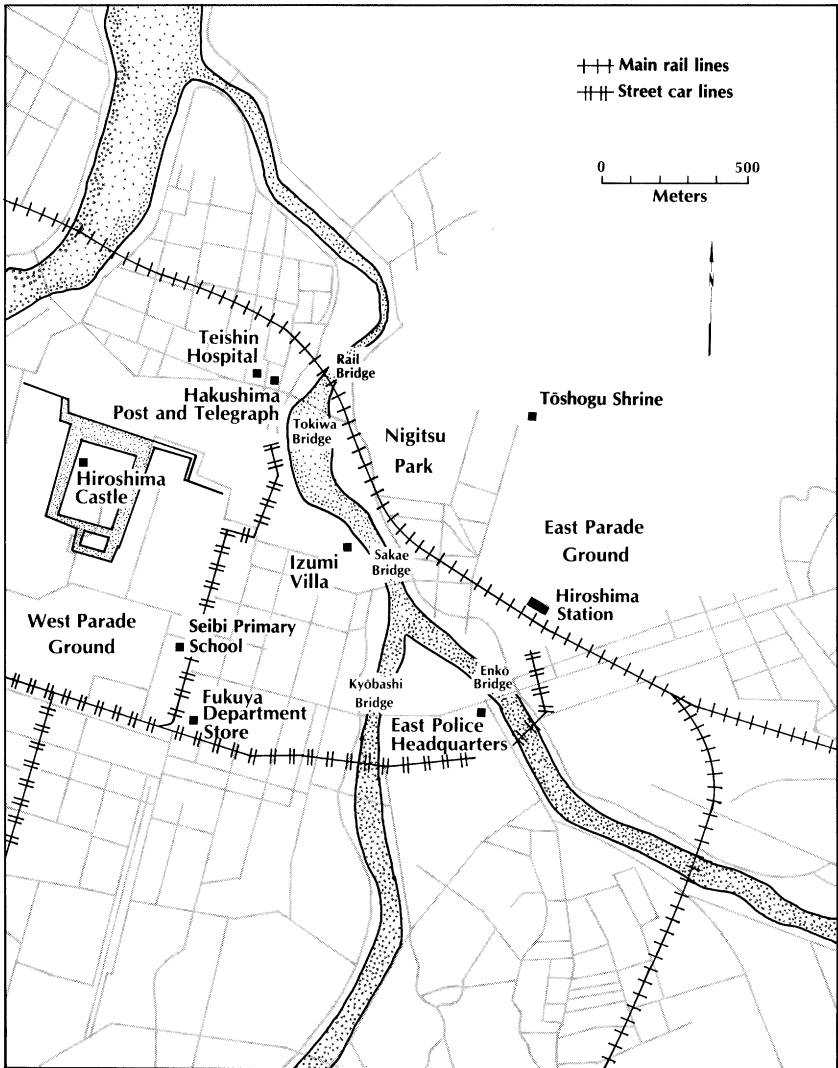 Main rail lines
Street car lines
0 500
Meters
N
Teishin
Hospital
Rail
Bridge
Hakushima
Post and Telegraph
Tōshogu Shrine
Tokiwa
Bridge
Nigitsu
Park
Hiroshima
Castle
East Parade
Ground
Izumi
Villa
Sakae
Bridge
Hiroshima
Station
West Parade
Ground
Seibi Primary
School
Enkō
Bridge
Kyōbashi
Bridge
Fukuya
Department
Store
East Police
Headquarters